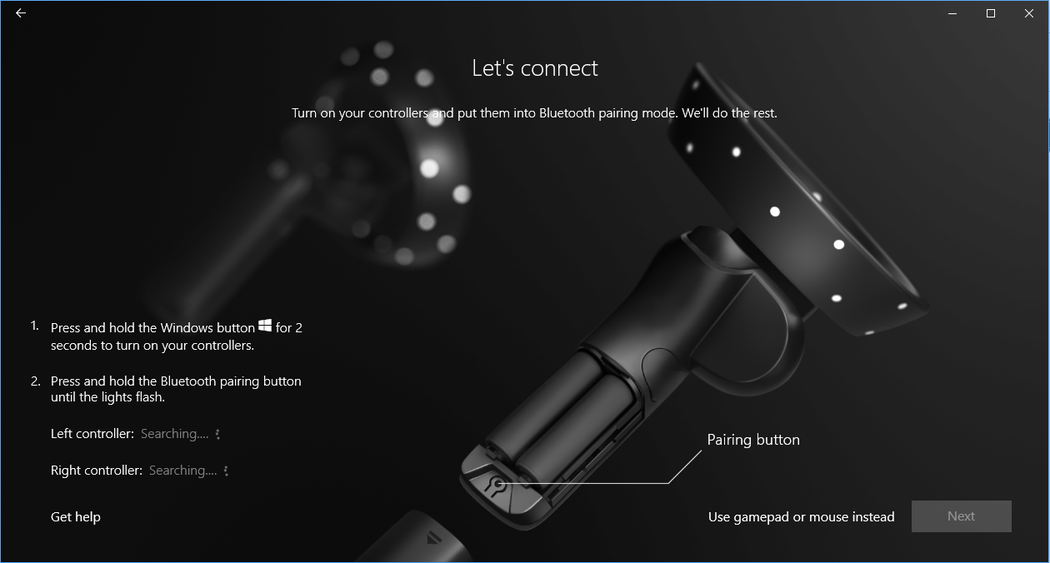 Let's connect
Turn on your controllers and put them into Bluetooth pairing mode. We'll do the rest.
1. Press and hold the Windows button for 2
seconds to turn on your controllers.
2. Press and hold the Bluetooth pairing button
until the lights flash.
Left controller: Searching....
Right controller: Searching....
Pairing button
Get help
Use gamepad or mouse instead
Next